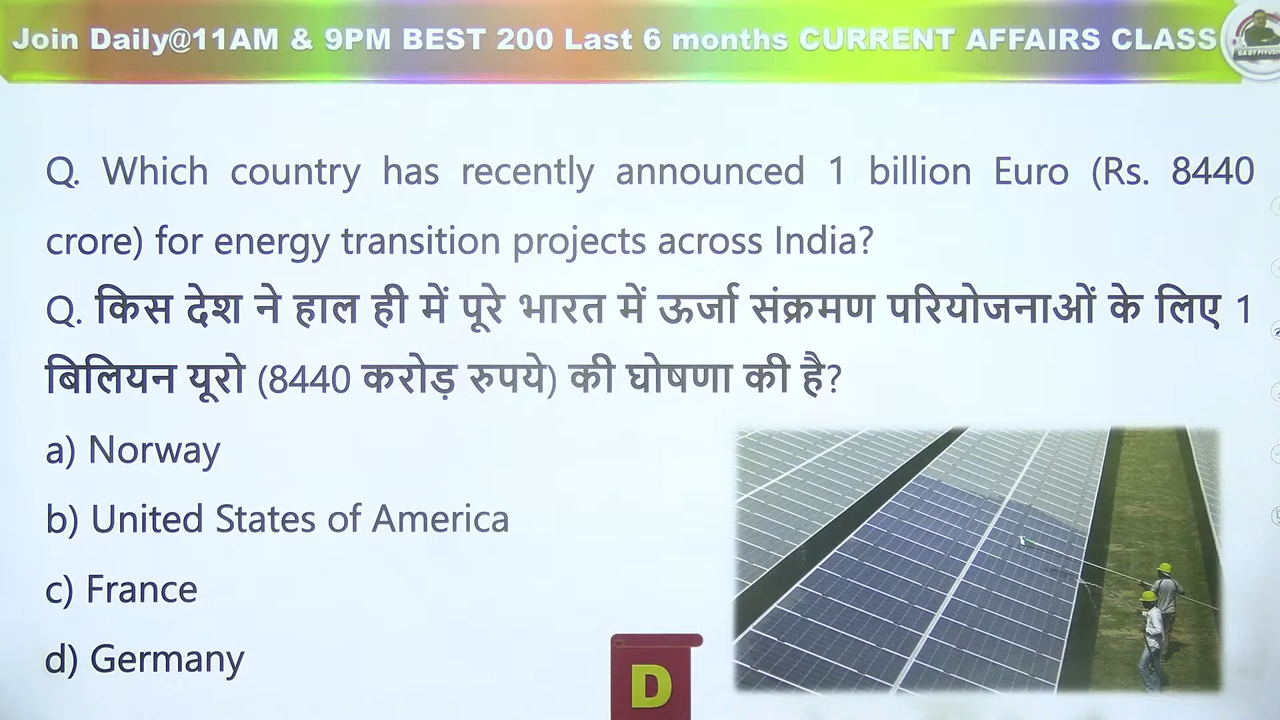 Join Daily@11AM & 9PM BEST 200 Last 6 months CURRENT AFFAIRS CLASS
Q. Which country has recently announced 1 billion Euro (Rs. 8440
crore) for energy transition projects across India?
Q. किस देश ने हाल ही में पूरे भारत में ऊर्जा संक्रमण परियोजनाओं के लिए 1
बिलियन यूरो (8440 करोड़ रुपये) की घोषणा की है?
a) Norway
b) United States of America
c) France
d) Germany
D